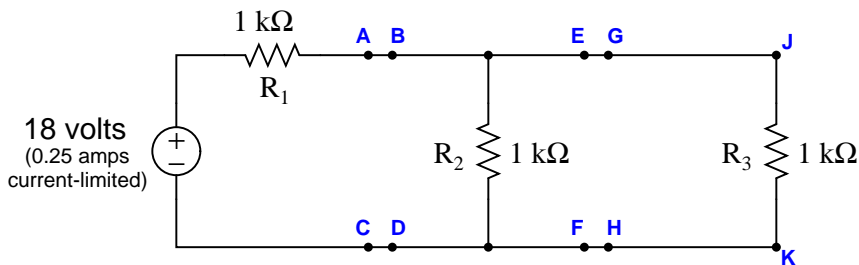 1 kΩ
R1
A B
E G
J
18 volts
(0.25 amps
current-limited)
+
−
R2 1 kΩ
R3 1 kΩ
C D
F H
K